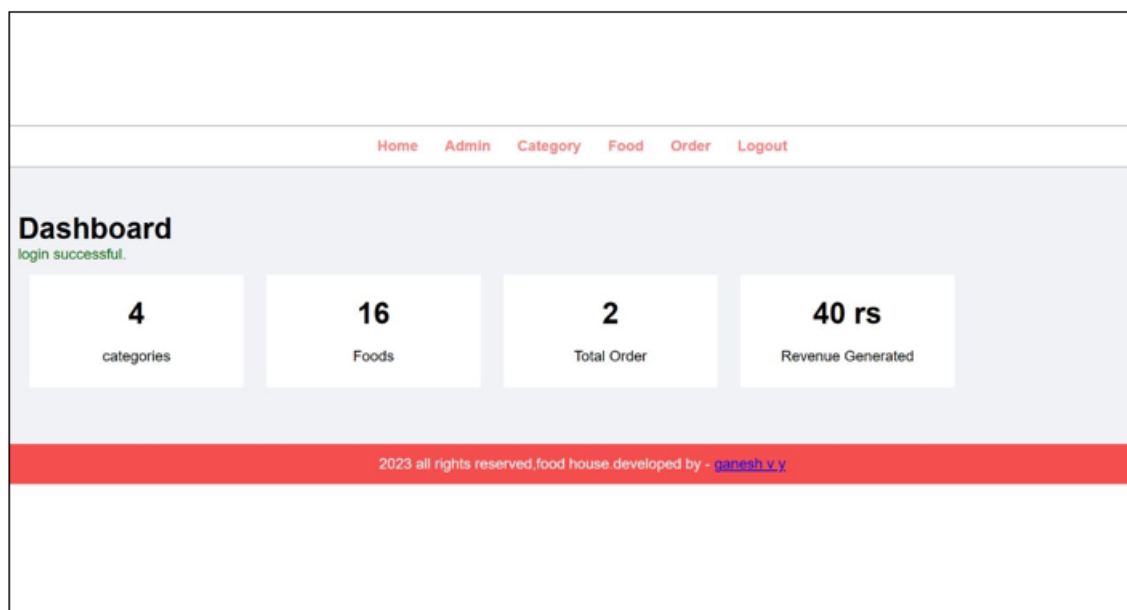 Home Admin Category Food Order Logout
Dashboard
login successful.
4 16 2 40 rs
categories Foods Total Order Revenue Generated
2023 all rights reserved,food house.developed by - ganesh v y